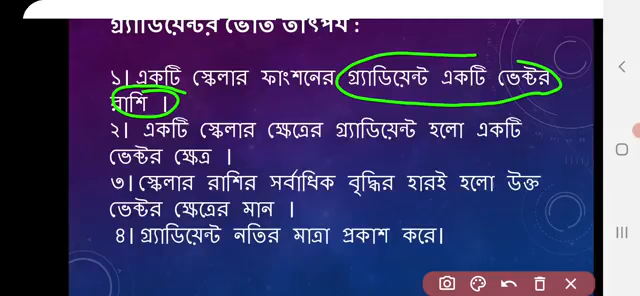 গ্র্যাডিয়েন্টর ভৌত তাৎপর্য :
১। একটি স্কেলার ফাংশনের গ্র্যাডিয়েন্ট একটি ভেক্টর
রাশি ।
২। একটি স্কেলার ক্ষেত্রের গ্র্যাডিয়েন্ট হলো একটি
ভেক্টর ক্ষেত্র ।
৩। স্কেলার রাশির সর্বাধিক বৃদ্ধির হারই হলো উক্ত
ভেক্টর ক্ষেত্রের মান ।
৪। গ্র্যাডিয়েন্ট নতির মাত্রা প্রকাশ করে।